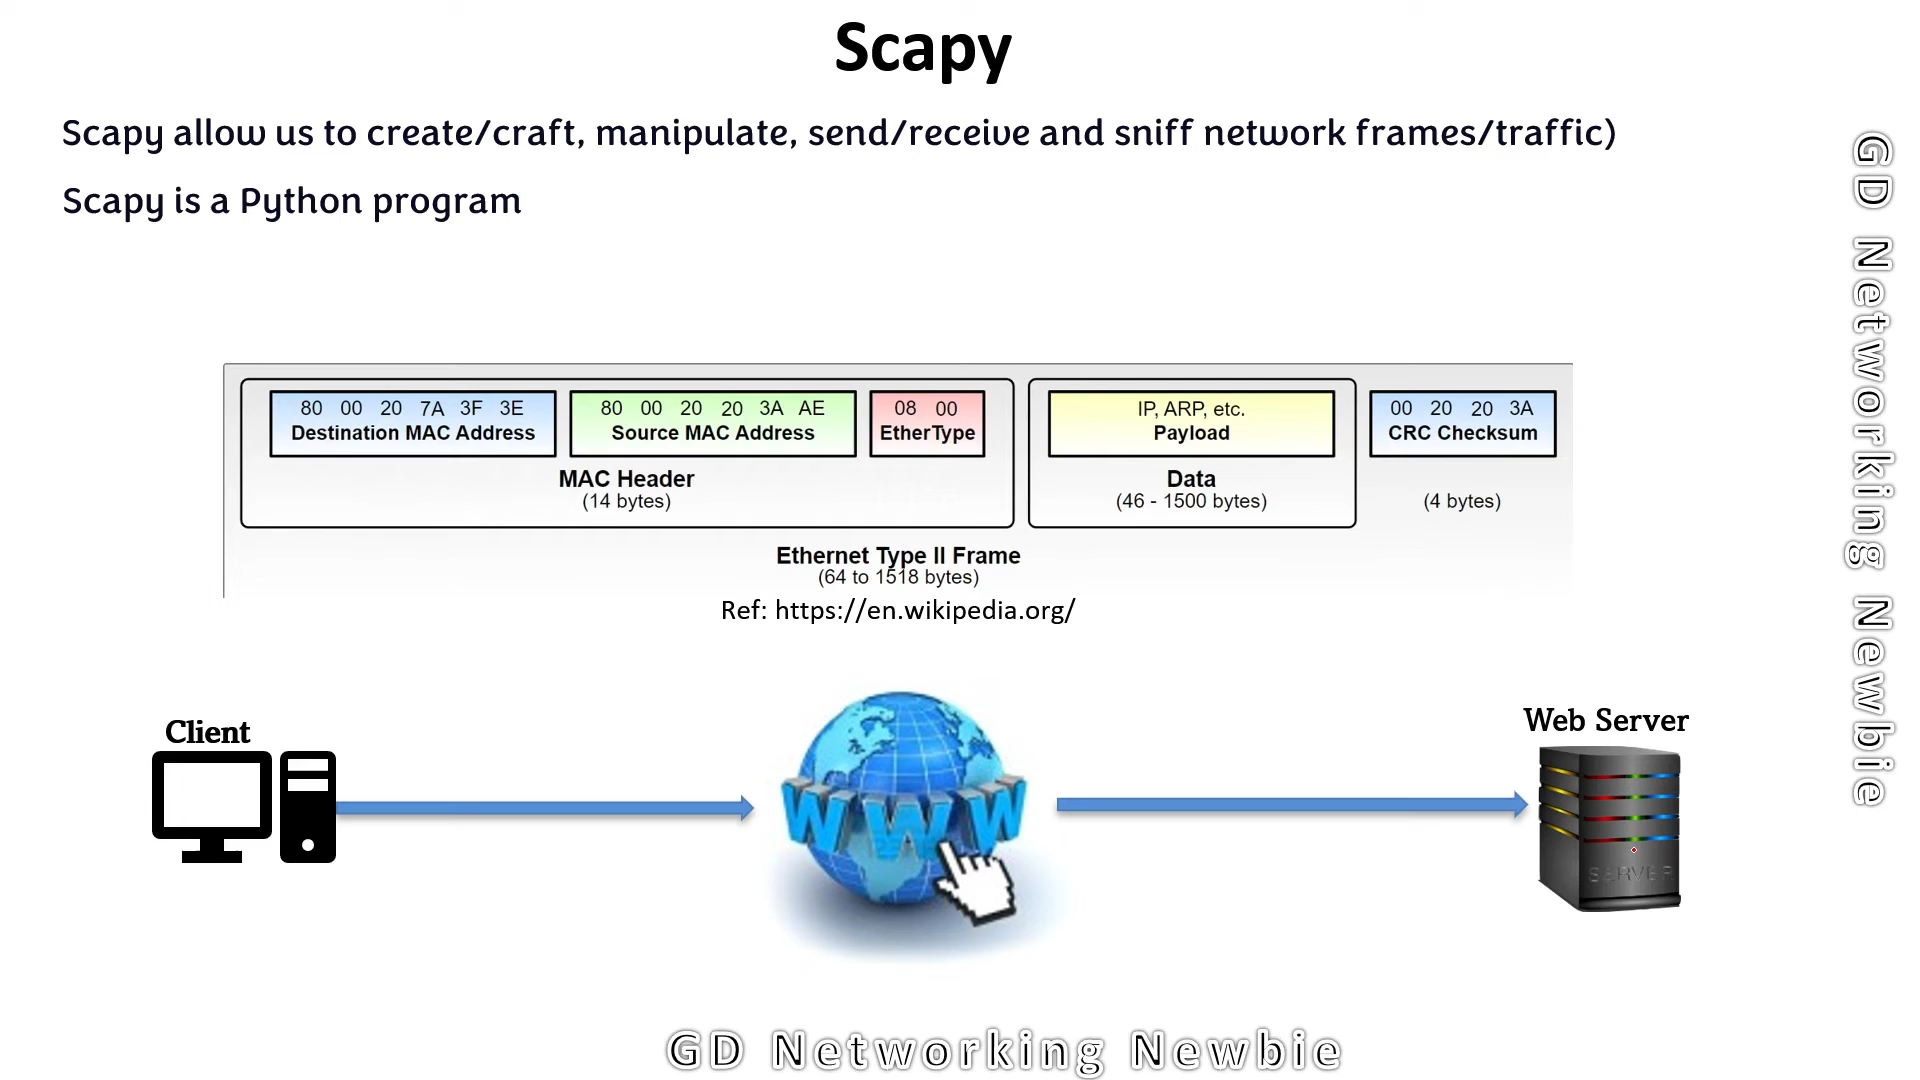 Scapy
Scapy allow us to create/craft, manipulate, send/receive and sniff network frames/traffic)
Scapy is a Python program
80 00 20 7A 3F 3E
Destination MAC Address
80 00 20 20 3A AE
Source MAC Address
08 00
EtherType
MAC Header
(14 bytes)
IP, ARP, etc.
Payload
Data
(46 - 1500 bytes)
00 20 20 3A
CRC Checksum
(4 bytes)
Ethernet Type II Frame
(64 to 1518 bytes)
Ref: https://en.wikipedia.org/
Client
WWW
Web Server
SERVER
GD Networking Newbie
GD Networking Newbie